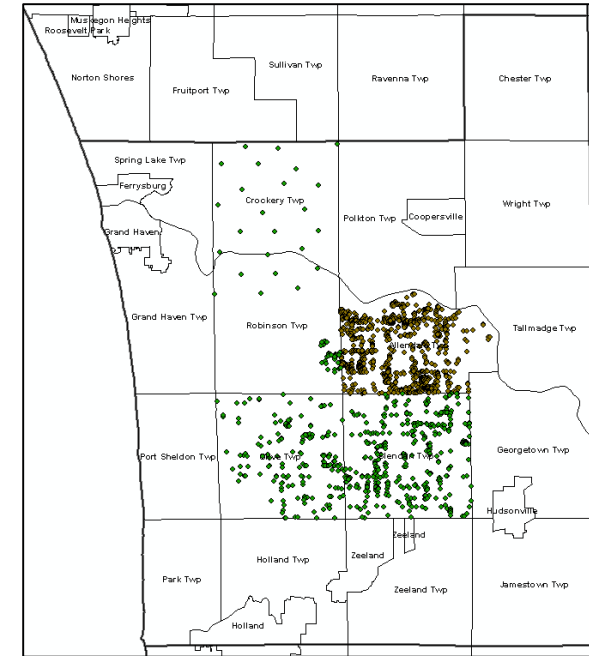 Muskegon Heights
Roosevelt Park
Norton Shores
Fruitport Twp
Sullivan Twp
Ravenna Twp
Chester Twp
Spring Lake Twp
Ferrysburg
Crockery Twp
Polkton Twp
Coopersville
Wright Twp
Grand Haven
Grand Haven Twp
Robinson Twp
Tallmadge Twp
Port Sheldon Twp
Georgetown Twp
Hudsonville
Park Twp
Holland Twp
Zeeland
Zeeland
Zeeland Twp
Jamestown Twp
Holland